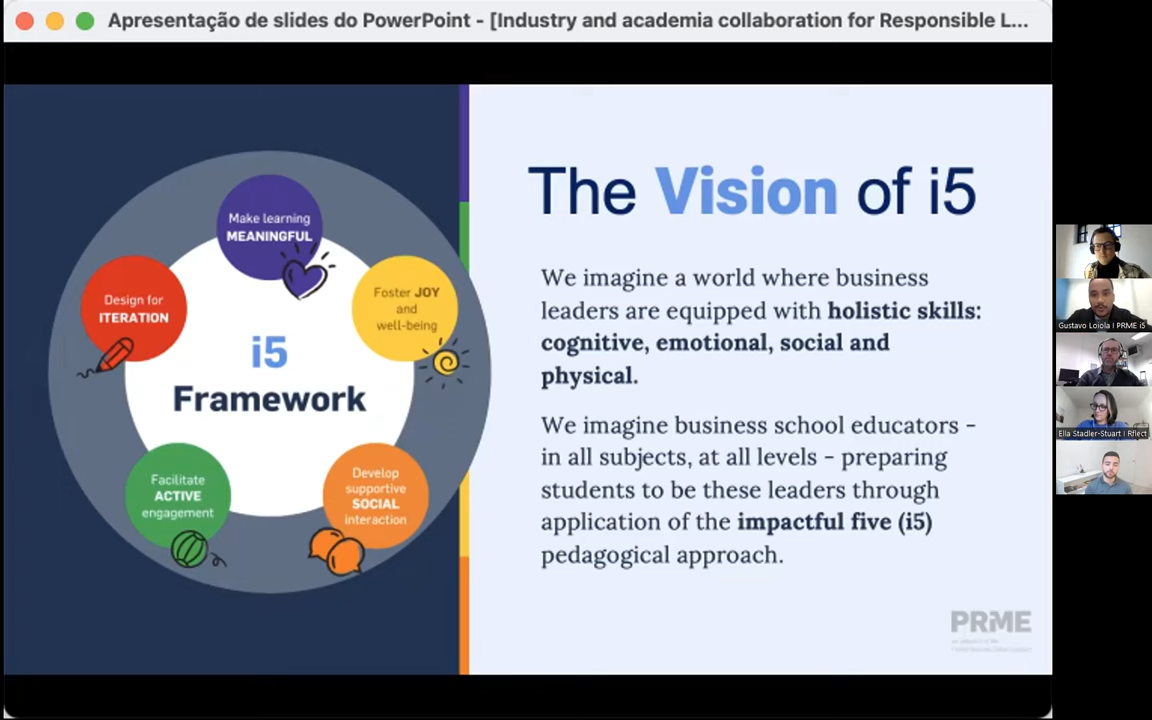 Apresentação de slides do PowerPoint - [Industry and academia collaboration for Responsible L...
The Vision of i5
We imagine a world where business
leaders are equipped with holistic skills:
cognitive, emotional, social and
physical.
We imagine business school educators -
in all subjects, at all levels - preparing
students to be these leaders through
application of the impactful five (i5)
pedagogical approach.
Make learning
MEANINGFUL
Foster JOY
and
well-being
Develop
supportive
SOCIAL
interaction
Facilitate
ACTIVE
engagement
Design for
ITERATION
i5
Framework
PRME
Gustavo Loiola | PRME i5
Ella Stadler-Stuart | Rflect